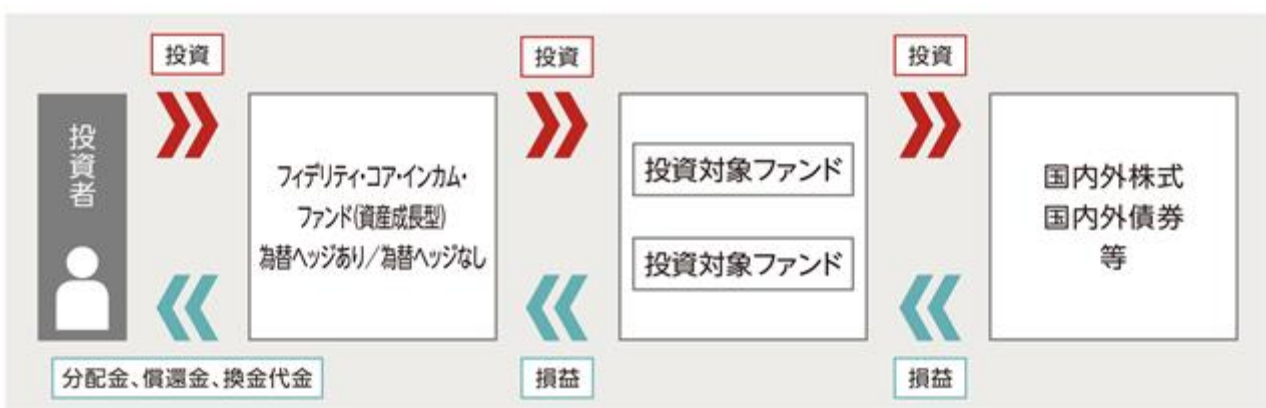 投資
投資
投資
投資者
フィデリティ・コア・インカム・
ファンド(資産成長型)
為替ヘッジあり/為替ヘッジなし
投資対象ファンド
投資対象ファンド
国内外株式
国内外債券
等
分配金、償還金、換金代金
損益
損益